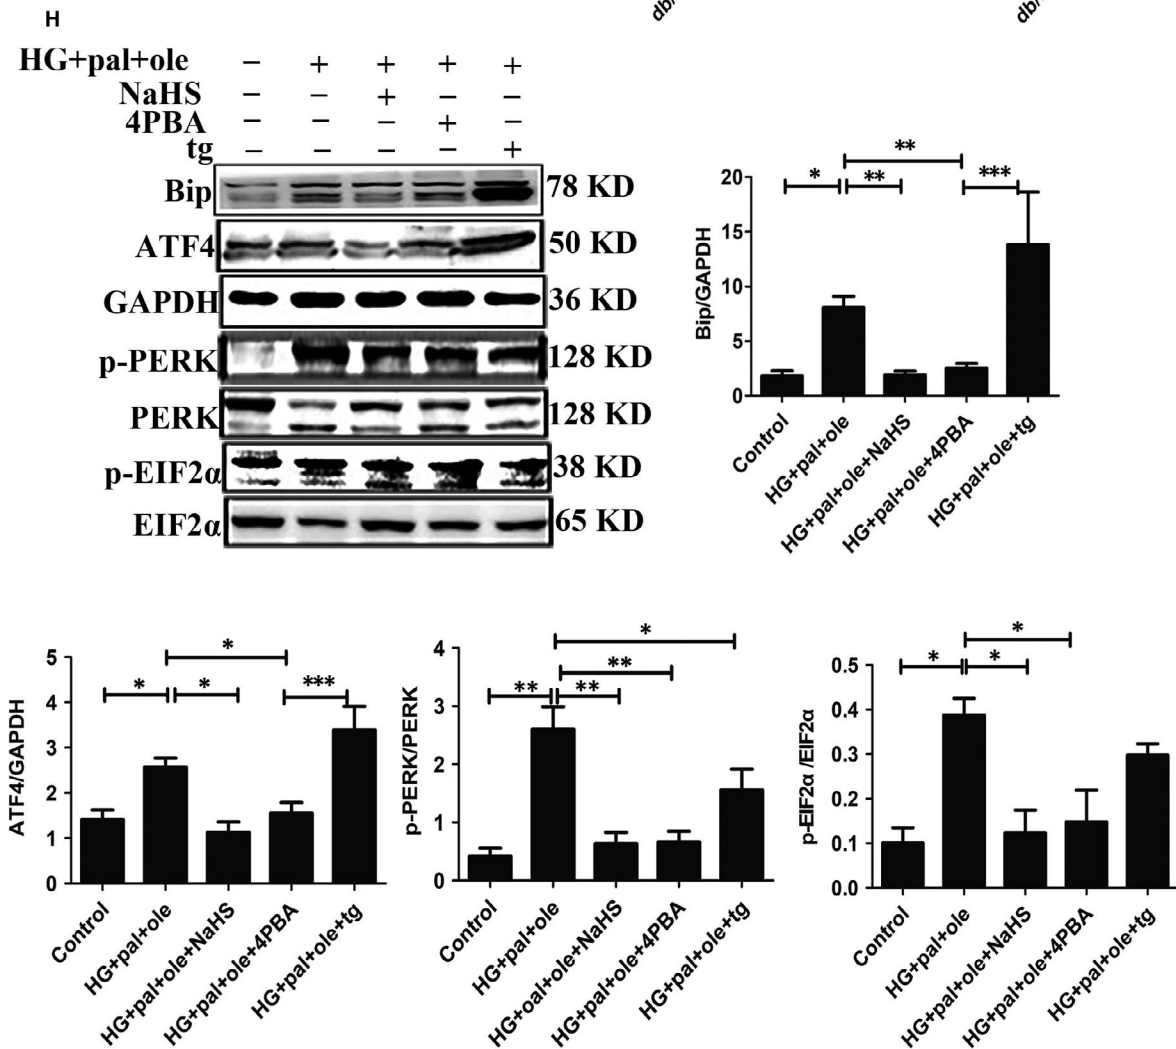 H
db/
db/
HG+pal+ole − + + + +
NaHS − − + − −
4PBA − − − + −
tg − − − − +
Bip 78 KD
ATF4 50 KD
GAPDH 36 KD
p-PERK 128 KD
PERK 128 KD
p-EIF2α 38 KD
EIF2α 65 KD
**
* ** ***
20
15
10
5
0
Bip/GAPDH
Control
HG+pal+ole
HG+pal+ole+NaHS
HG+pal+ole+4PBA
HG+pal+ole+tg
*
* * ***
5
4
3
2
1
0
ATF4/GAPDH
Control
HG+pal+ole
HG+pal+ole+NaHS
HG+pal+ole+4PBA
HG+pal+ole+tg
*
**
** **
4
3
2
1
0
p-PERK/PERK
Control
HG+pal+ole
HG+oal+ole+NaHS
HG+pal+ole+4PBA
HG+pal+ole+tg
*
* *
0.5
0.4
0.3
0.2
0.1
0.0
p-EIF2α /EIF2α
Control
HG+pal+ole
HG+pal+ole+NaHS
HG+pal+ole+4PBA
HG+pal+ole+tg